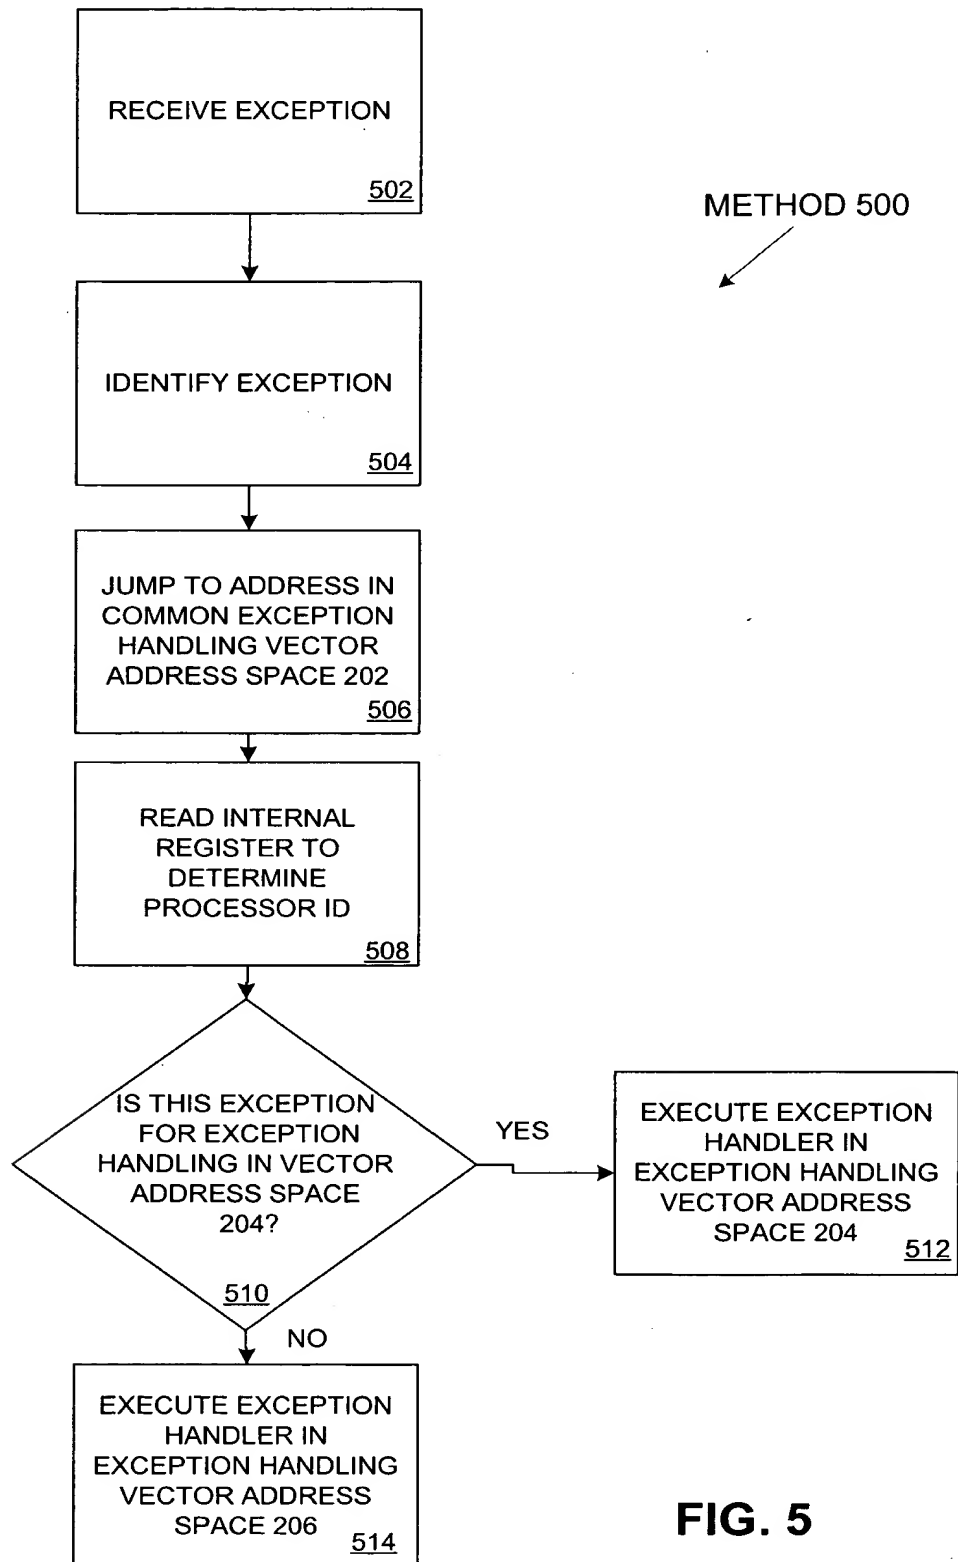 RECEIVE EXCEPTION
502
METHOD 500
IDENTIFY EXCEPTION
504
JUMP TO ADDRESS IN
COMMON EXCEPTION
HANDLING VECTOR
ADDRESS SPACE 202
506
READ INTERNAL
REGISTER TO
DETERMINE
PROCESSOR ID
508
IS THIS EXCEPTION
FOR EXCEPTION
HANDLING IN VECTOR
ADDRESS SPACE
204?
510
YES
EXECUTE EXCEPTION
HANDLER IN
EXCEPTION HANDLING
VECTOR ADDRESS
SPACE 204
512
NO
EXECUTE EXCEPTION
HANDLER IN
EXCEPTION HANDLING
VECTOR ADDRESS
SPACE 206
514
FIG. 5